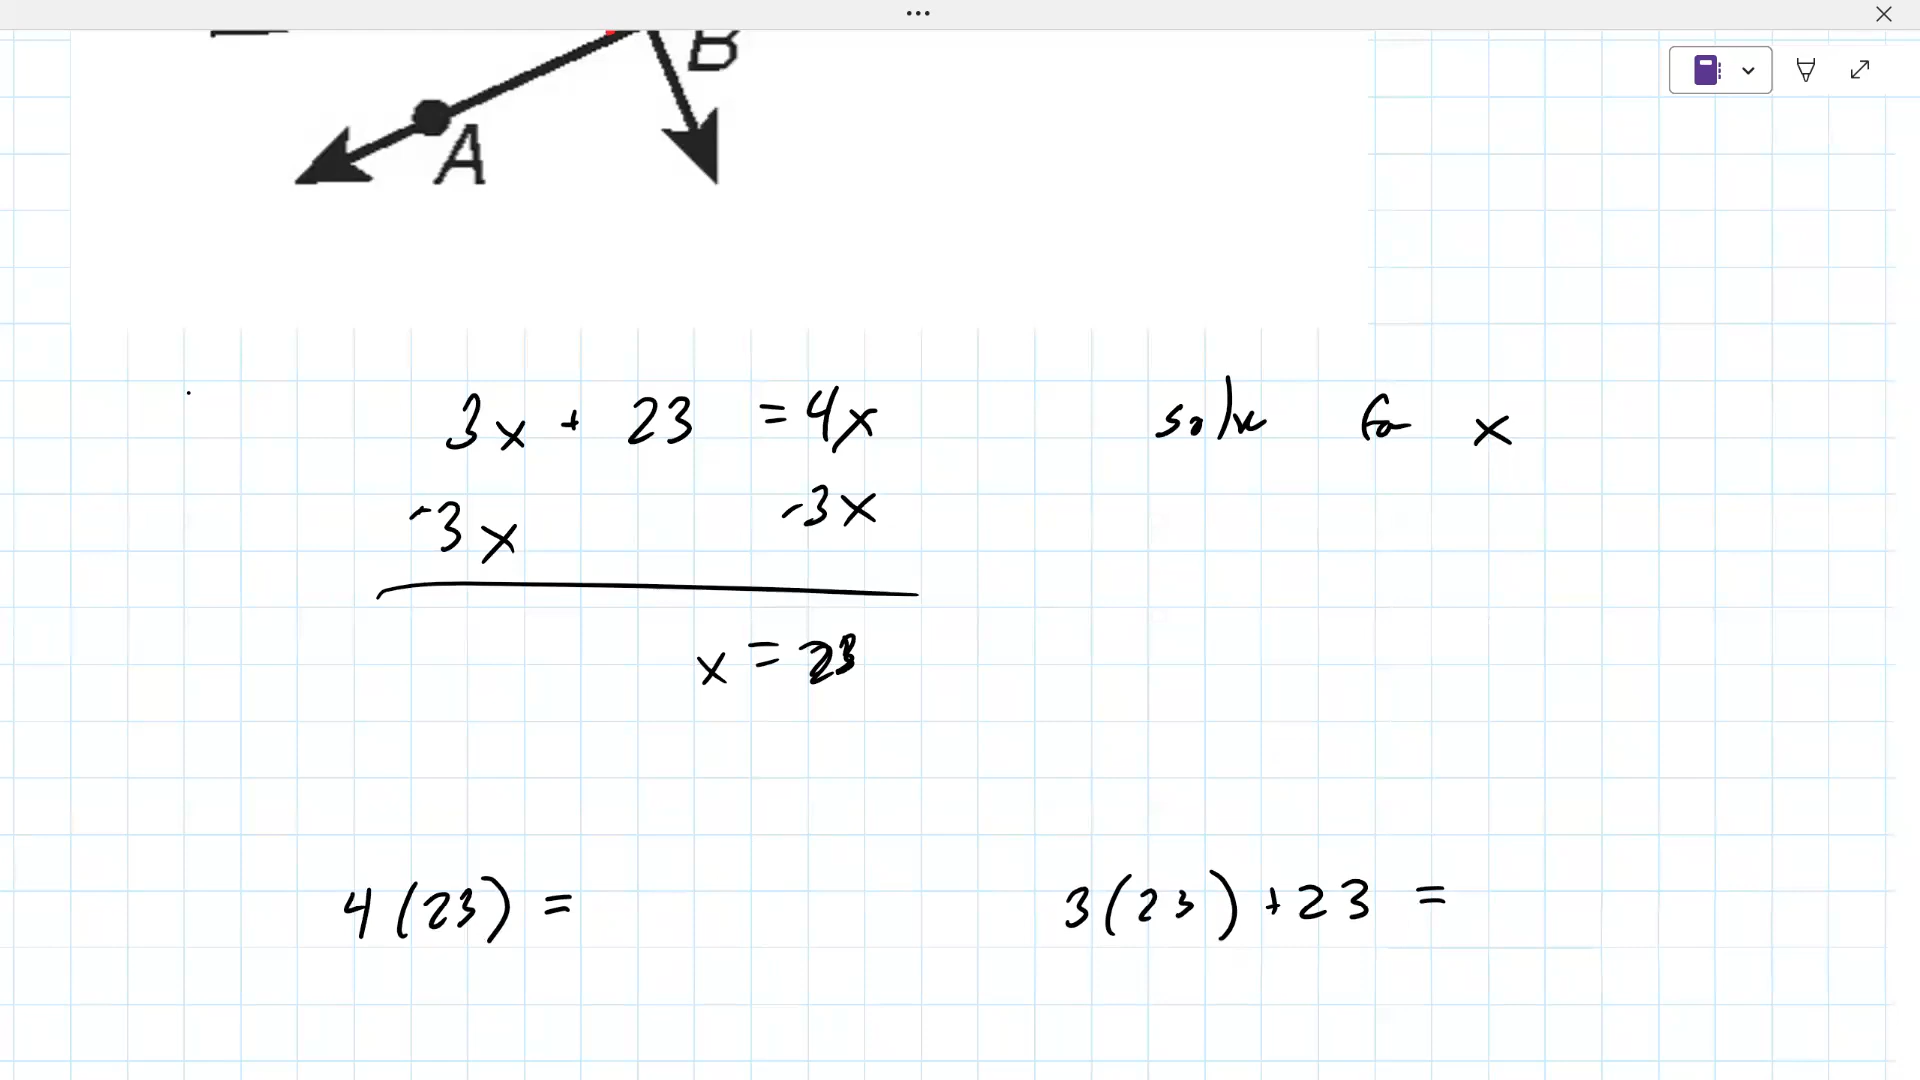 B
A
3x + 23 = 4x solve for x
-3x -3x
x = 23
4(23) = 3(23) + 23 =